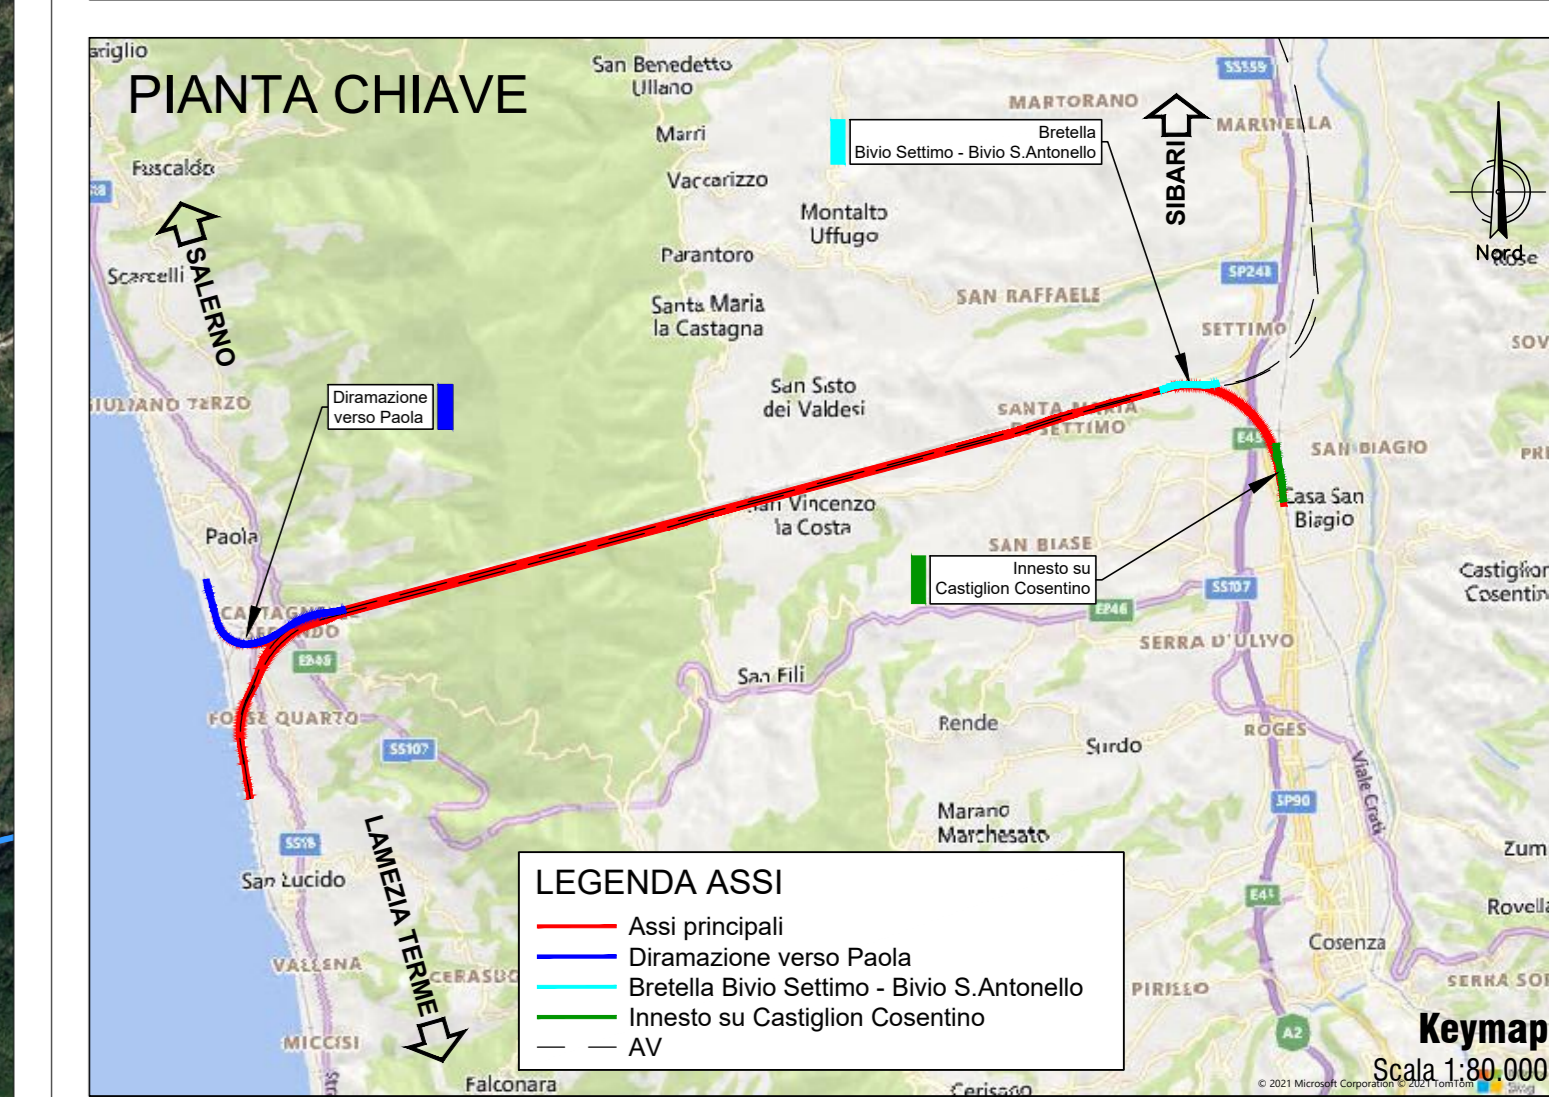 PIANTA CHIAVE
San Benedetto
Ullano
SS559
MARTORANO
MARINELLA
Marri
Bretella
Bivio Settimo - Bivio S.Antonello
Fuscaldo
Vaccarizzo
SIBARI
Montalto
Uffugo
Nord
Parantoro
SALERNO
Scarcelli
SP248
Santa Maria
la Castagna
SAN RAFFAELE
SETTIMO
San Sisto
dei Valdesi
Diramazione
verso Paola
SAN BIAGIO
San Vincenzo
la Costa
Casa San
Biagio
Paola
SAN BIASE
Innesto su
Castiglion Cosentino
SS107
SERRA D'ULIVO
San Fili
Rende
Surdo
ROGES
SS107
Viale Crati
SP90
Marano
Marchesato
SS18
San Lucido
LAMEZIA TERME
LEGENDA ASSI
Assi principali
Diramazione verso Paola
Bretella Bivio Settimo - Bivio S.Antonello
Innesto su Castiglion Cosentino
AV
Cosenza
VALLENA
PIRILLO
MICCISI
A2
Keymap
Scala 1:80.000
Falconara
Cerisano
© 2021 Microsoft Corporation © 2021 TomTom